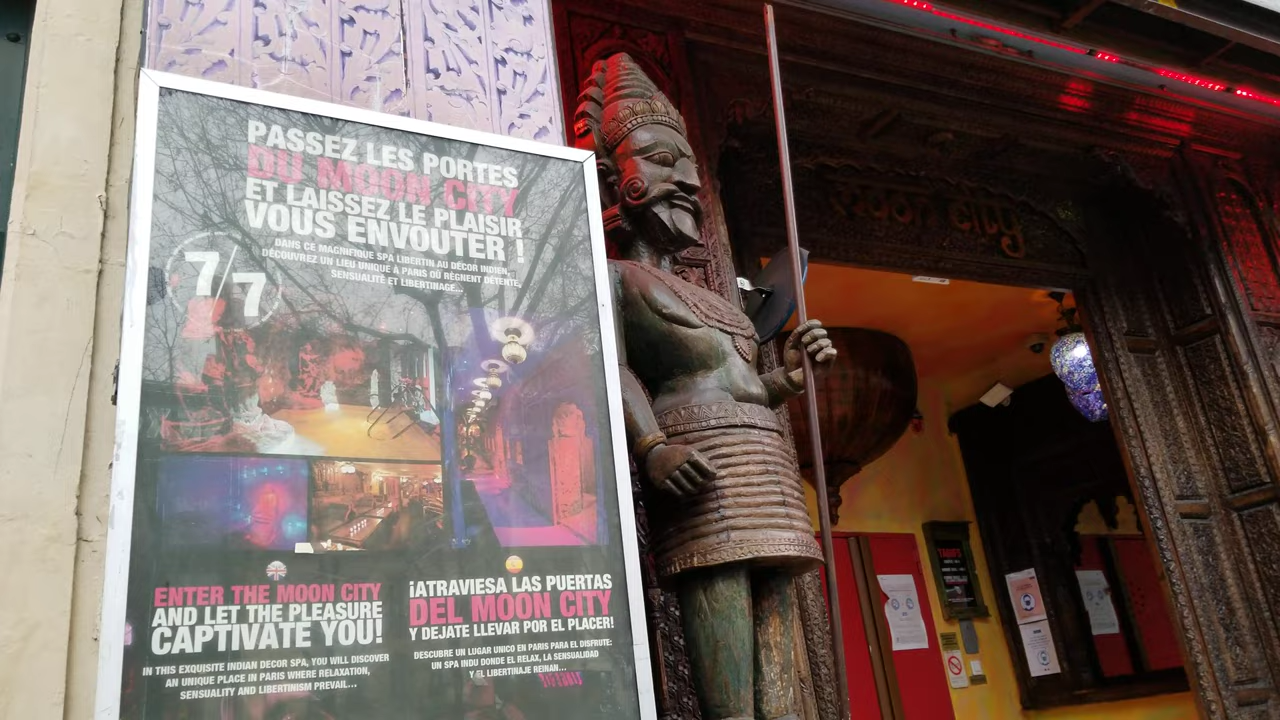 PASSEZ LES PORTES
DU MOON CITY
ET LAISSEZ LE PLAISIR
VOUS ENVOUTER !
DANS CE MAGNIFIQUE SPA LIBERTIN AU DÉCOR INDIEN,
DÉCOUVREZ UN LIEU UNIQUE À PARIS OÙ RÈGNENT DÉTENTE,
SENSUALITÉ ET LIBERTINAGE...
7/7
ENTER THE MOON CITY
AND LET THE PLEASURE
CAPTIVATE YOU!
IN THIS EXQUISITE INDIAN DECOR SPA, YOU WILL DISCOVER
AN UNIQUE PLACE IN PARIS WHERE RELAXATION,
SENSUALITY AND LIBERTINISM PREVAIL...
¡ATRAVIESA LAS PUERTAS
DEL MOON CITY
Y DEJATE LLEVAR POR EL PLACER!
DESCUBRE UN LUGAR UNICO EN PARIS PARA EL DISFRUTE:
UN SPA INDU DONDE EL RELAX, LA SENSUALIDAD
Y EL LIBERTINAJE REINAN...
moon city
TARIFS